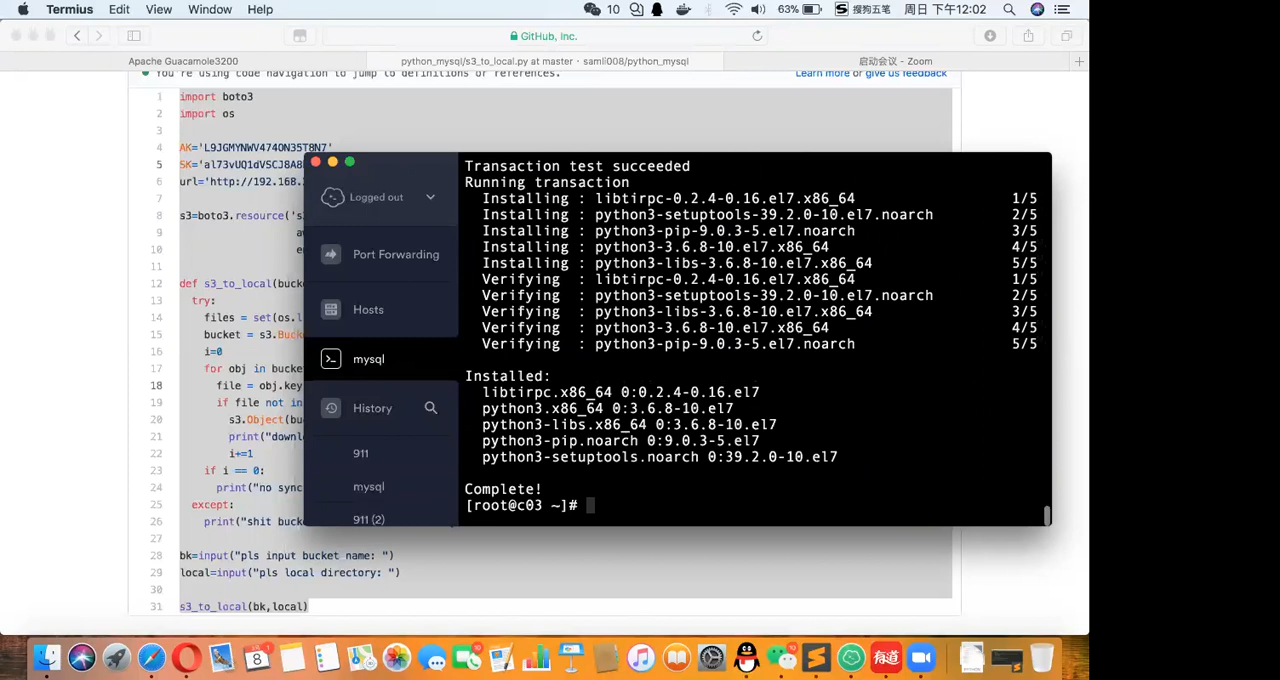 Termius Edit View Window Help 10 63% S 搜狗五笔 周日 下午12:02
GitHub, Inc.
Apache Guacamole3200
python_mysql/s3_to_local.py at master · samli008/python_mysql
启动会议 - Zoom
You're using code navigation to jump to definitions or references.
Learn more or give us feedback
1 import boto3
2 import os
3
4 AK='L9JGMYNWV474ON35T8N7'
5 SK='al73vUQ1dVSCJ8A8
6 url='http://192.168.
7
8 s3=boto3.resource('s
9 aw
10 en
11
12 def s3_to_local(buck
13 try:
14 files = set(os.l
15 bucket = s3.Buck
16 i=0
17 for obj in bucke
18 file = obj.key
19 if file not in
20 s3.Object(bu
21 print("downl
22 i+=1
23 if i == 0:
24 print("no sync
25 except:
26 print("shit buck
27
28 bk=input("pls input bucket name: ")
29 local=input("pls local directory: ")
30
31 s3_to_local(bk,local)
Logged out
Port Forwarding
Hosts
mysql
History
911
mysql
911 (2)
Transaction test succeeded
Running transaction
Installing : libtirpc-0.2.4-0.16.el7.x86_64 1/5
Installing : python3-setuptools-39.2.0-10.el7.noarch 2/5
Installing : python3-pip-9.0.3-5.el7.noarch 3/5
Installing : python3-3.6.8-10.el7.x86_64 4/5
Installing : python3-libs-3.6.8-10.el7.x86_64 5/5
Verifying : libtirpc-0.2.4-0.16.el7.x86_64 1/5
Verifying : python3-setuptools-39.2.0-10.el7.noarch 2/5
Verifying : python3-libs-3.6.8-10.el7.x86_64 3/5
Verifying : python3-3.6.8-10.el7.x86_64 4/5
Verifying : python3-pip-9.0.3-5.el7.noarch 5/5
Installed:
libtirpc.x86_64 0:0.2.4-0.16.el7
python3.x86_64 0:3.6.8-10.el7
python3-libs.x86_64 0:3.6.8-10.el7
python3-pip.noarch 0:9.0.3-5.el7
python3-setuptools.noarch 0:39.2.0-10.el7
Complete!
[root@c03 ~]#
8
有道